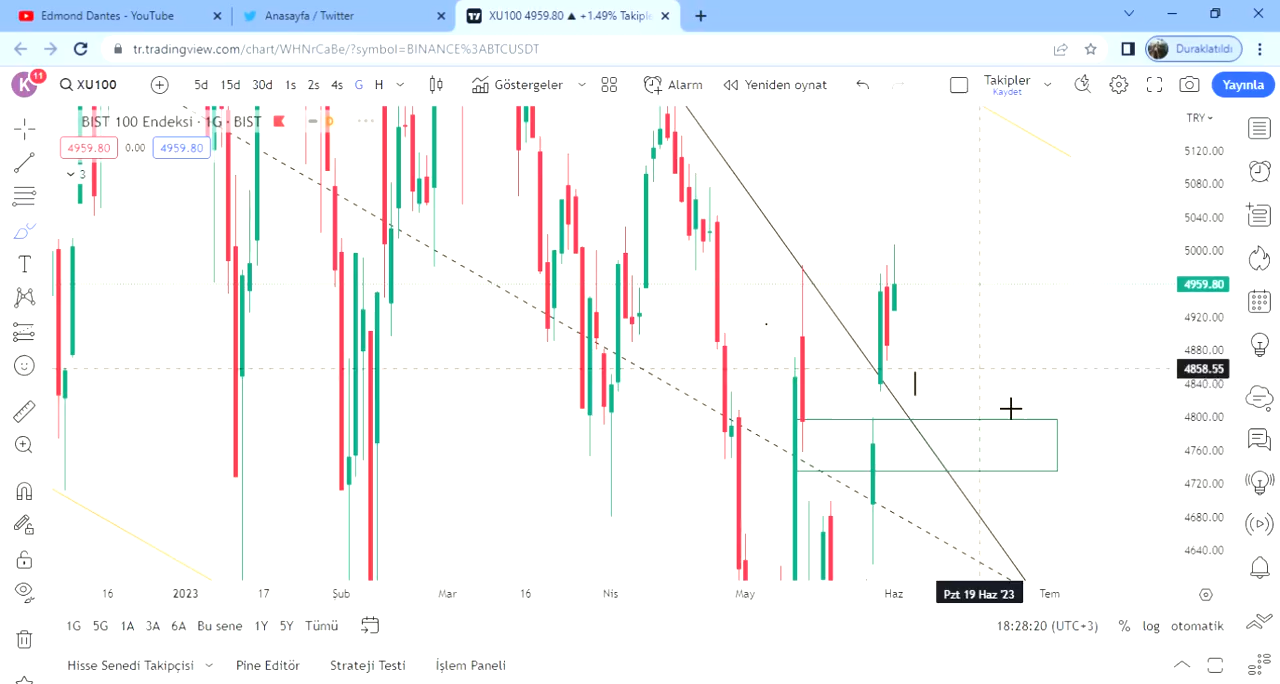 Edmond Dantes - YouTube
Anasayfa / Twitter
XU100 4959.80 ▲ +1.49% Takiple
tr.tradingview.com/chart/WHNrCaBe/?symbol=BINANCE%3ABTCUSDT
Duraklatıldı
K 11
XU100
5d 15d 30d 1s 2s 4s G H
Göstergeler
Alarm
Yeniden oynat
Takipler
Kaydet
Yayınla
BIST 100 Endeksi · 1G · BIST
D
TRY
4959.80 0.00 4959.80
3
5120.00
5080.00
5040.00
5000.00
4959.80
4920.00
4880.00
4858.55
4840.00
4800.00
4760.00
4720.00
4680.00
4640.00
16 2023 17 Şub Mar 16 Nis May Haz Pzt 19 Haz '23 Tem
1G 5G 1A 3A 6A Bu sene 1Y 5Y Tümü
18:28:20 (UTC+3) % log otomatik
Hisse Senedi Takipçisi Pine Editör Strateji Testi İşlem Paneli